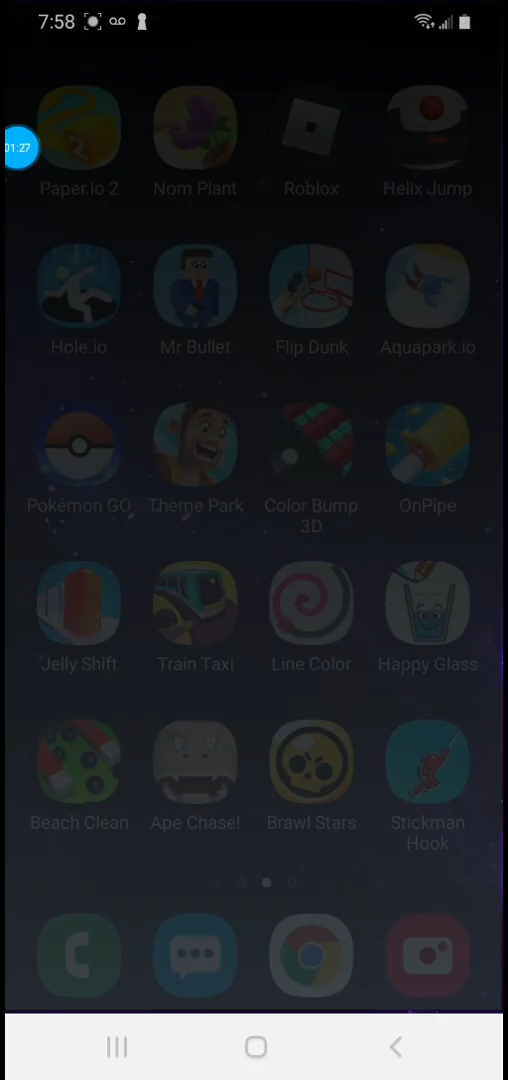 7:58
01:27
Paper.io 2 Nom Plant Roblox Helix Jump
Hole.io Mr Bullet Flip Dunk Aquapark.io
Pokémon GO Theme Park Color Bump 3D OnPipe
Jelly Shift Train Taxi Line Color Happy Glass
Beach Clean Ape Chase! Brawl Stars Stickman Hook